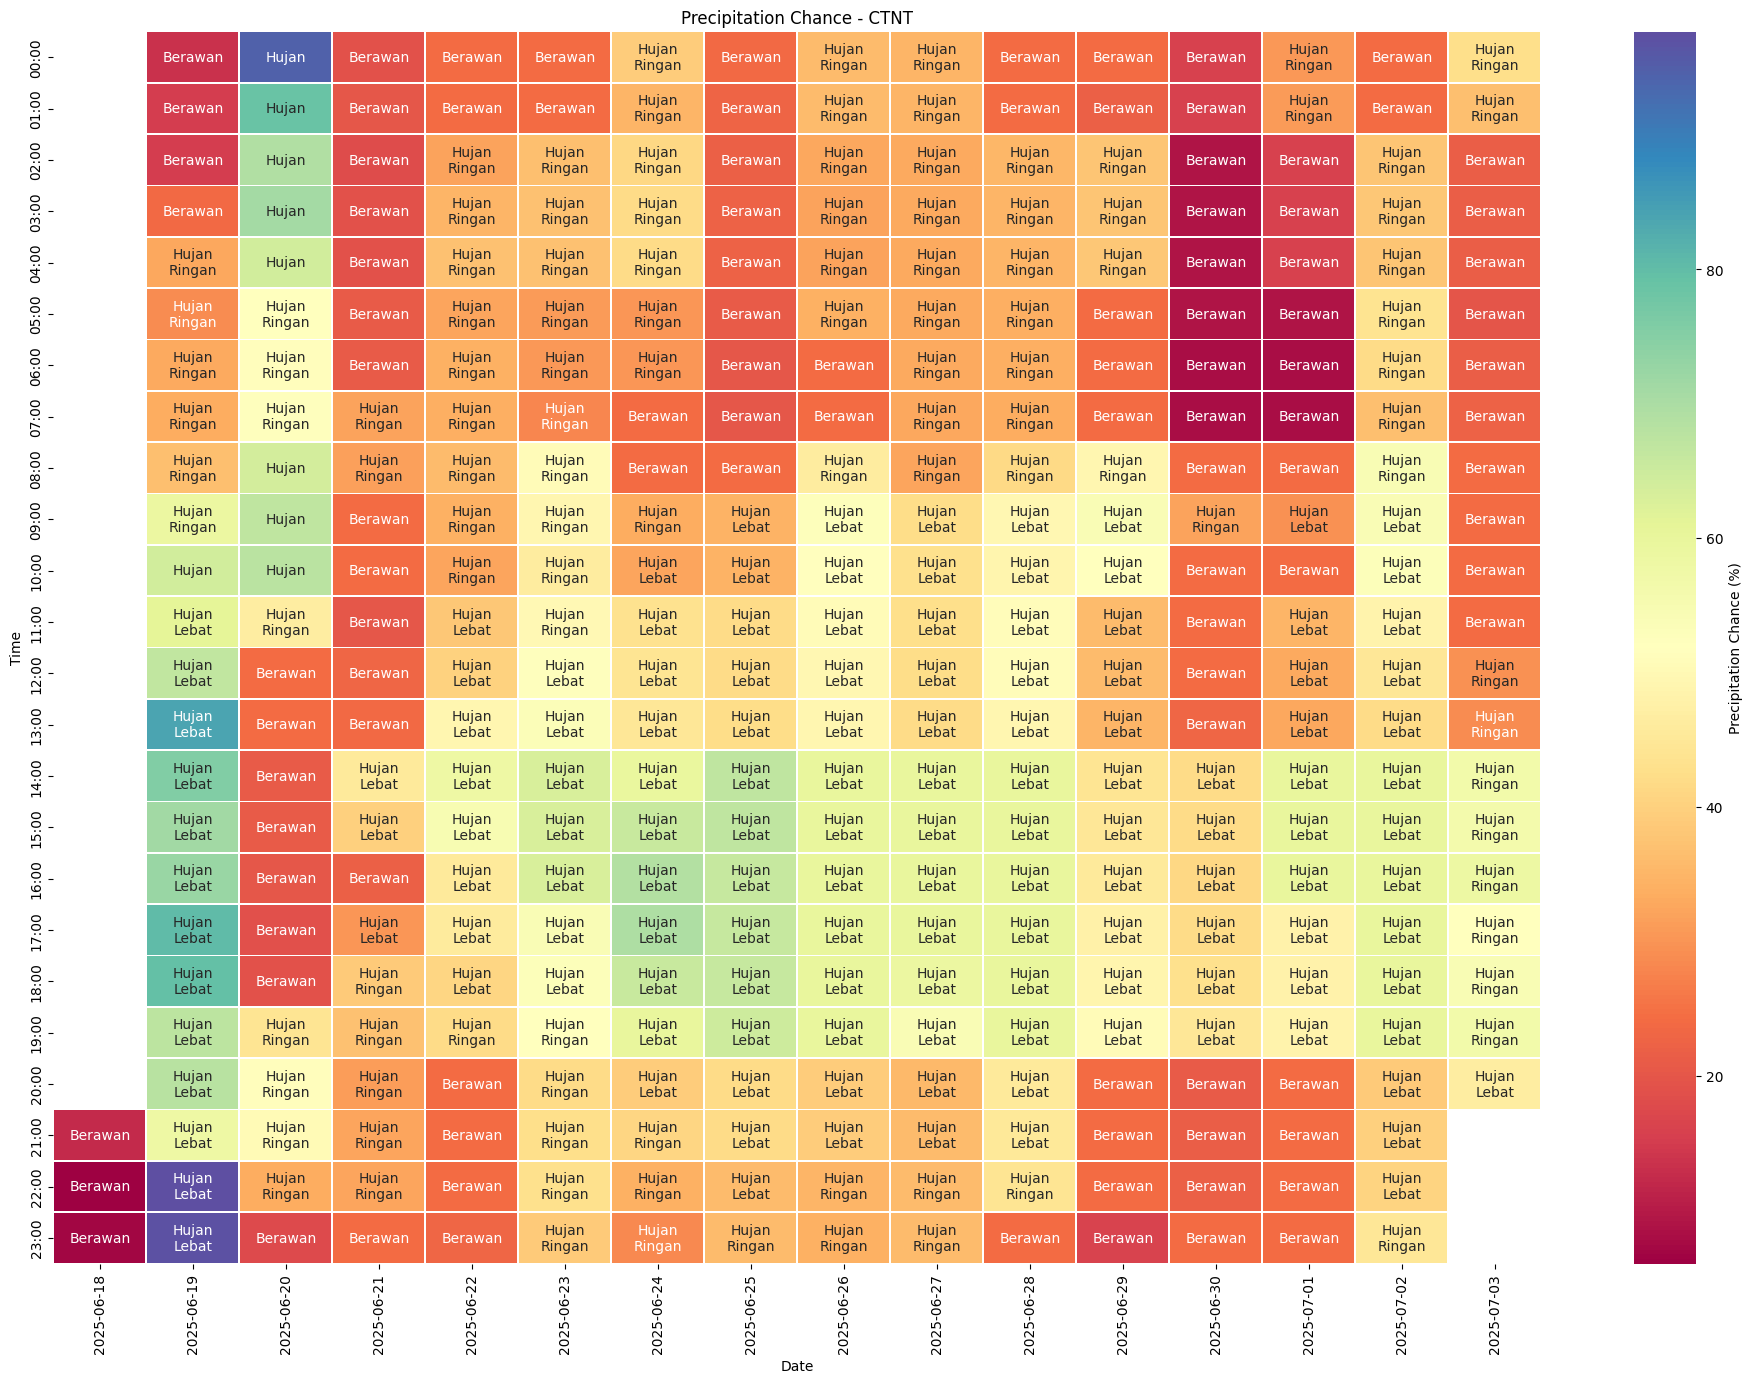 Precipitation Chance - CTNT
00:00 Berawan Hujan Berawan Berawan Berawan Hujan Ringan Berawan Hujan Ringan Hujan Ringan Berawan Berawan Berawan Hujan Ringan Berawan Hujan Ringan
01:00 Berawan Hujan Berawan Berawan Berawan Hujan Ringan Berawan Hujan Ringan Hujan Ringan Berawan Berawan Berawan Hujan Ringan Berawan Hujan Ringan
02:00 Berawan Hujan Berawan Hujan Ringan Hujan Ringan Hujan Ringan Berawan Hujan Ringan Hujan Ringan Hujan Ringan Hujan Ringan Berawan Berawan Hujan Ringan Berawan
03:00 Berawan Hujan Berawan Hujan Ringan Hujan Ringan Hujan Ringan Berawan Hujan Ringan Hujan Ringan Hujan Ringan Hujan Ringan Berawan Berawan Hujan Ringan Berawan
04:00 Hujan Ringan Hujan Berawan Hujan Ringan Hujan Ringan Hujan Ringan Berawan Hujan Ringan Hujan Ringan Hujan Ringan Hujan Ringan Berawan Berawan Hujan Ringan Berawan
05:00 Hujan Ringan Hujan Ringan Berawan Hujan Ringan Hujan Ringan Hujan Ringan Berawan Hujan Ringan Hujan Ringan Hujan Ringan Berawan Berawan Berawan Hujan Ringan Berawan
06:00 Hujan Ringan Hujan Ringan Berawan Hujan Ringan Hujan Ringan Hujan Ringan Berawan Berawan Hujan Ringan Hujan Ringan Berawan Berawan Berawan Hujan Ringan Berawan
07:00 Hujan Ringan Hujan Ringan Hujan Ringan Hujan Ringan Hujan Ringan Berawan Berawan Berawan Hujan Ringan Hujan Ringan Berawan Berawan Berawan Hujan Ringan Berawan
08:00 Hujan Ringan Hujan Hujan Ringan Hujan Ringan Hujan Ringan Berawan Berawan Hujan Ringan Hujan Ringan Hujan Ringan Hujan Ringan Berawan Berawan Hujan Ringan Berawan
09:00 Hujan Ringan Hujan Berawan Hujan Ringan Hujan Ringan Hujan Ringan Hujan Lebat Hujan Lebat Hujan Lebat Hujan Lebat Hujan Lebat Hujan Ringan Hujan Lebat Hujan Lebat Berawan
10:00 Hujan Hujan Berawan Hujan Ringan Hujan Ringan Hujan Lebat Hujan Lebat Hujan Lebat Hujan Lebat Hujan Lebat Hujan Lebat Berawan Berawan Hujan Lebat Berawan
11:00 Hujan Lebat Hujan Ringan Berawan Hujan Lebat Hujan Ringan Hujan Lebat Hujan Lebat Hujan Lebat Hujan Lebat Hujan Lebat Hujan Lebat Berawan Hujan Lebat Hujan Lebat Berawan
12:00 Hujan Lebat Berawan Berawan Hujan Lebat Hujan Lebat Hujan Lebat Hujan Lebat Hujan Lebat Hujan Lebat Hujan Lebat Hujan Lebat Berawan Hujan Lebat Hujan Lebat Hujan Ringan
13:00 Hujan Lebat Berawan Berawan Hujan Lebat Hujan Lebat Hujan Lebat Hujan Lebat Hujan Lebat Hujan Lebat Hujan Lebat Hujan Lebat Berawan Hujan Lebat Hujan Lebat Hujan Ringan
14:00 Hujan Lebat Berawan Hujan Lebat Hujan Lebat Hujan Lebat Hujan Lebat Hujan Lebat Hujan Lebat Hujan Lebat Hujan Lebat Hujan Lebat Hujan Lebat Hujan Lebat Hujan Lebat Hujan Ringan
15:00 Hujan Lebat Berawan Hujan Lebat Hujan Lebat Hujan Lebat Hujan Lebat Hujan Lebat Hujan Lebat Hujan Lebat Hujan Lebat Hujan Lebat Hujan Lebat Hujan Lebat Hujan Lebat Hujan Ringan
16:00 Hujan Lebat Berawan Berawan Hujan Lebat Hujan Lebat Hujan Lebat Hujan Lebat Hujan Lebat Hujan Lebat Hujan Lebat Hujan Lebat Hujan Lebat Hujan Lebat Hujan Lebat Hujan Ringan
17:00 Hujan Lebat Berawan Hujan Lebat Hujan Lebat Hujan Lebat Hujan Lebat Hujan Lebat Hujan Lebat Hujan Lebat Hujan Lebat Hujan Lebat Hujan Lebat Hujan Lebat Hujan Lebat Hujan Ringan
18:00 Hujan Lebat Berawan Hujan Ringan Hujan Lebat Hujan Lebat Hujan Lebat Hujan Lebat Hujan Lebat Hujan Lebat Hujan Lebat Hujan Lebat Hujan Lebat Hujan Lebat Hujan Lebat Hujan Ringan
19:00 Hujan Lebat Hujan Ringan Hujan Ringan Hujan Ringan Hujan Ringan Hujan Lebat Hujan Lebat Hujan Lebat Hujan Lebat Hujan Lebat Hujan Lebat Hujan Lebat Hujan Lebat Hujan Lebat Hujan Ringan
20:00 Hujan Lebat Hujan Ringan Hujan Ringan Berawan Hujan Ringan Hujan Lebat Hujan Lebat Hujan Lebat Hujan Lebat Hujan Lebat Berawan Berawan Berawan Hujan Lebat Hujan Lebat
21:00 Berawan Hujan Lebat Hujan Ringan Hujan Ringan Berawan Hujan Ringan Hujan Ringan Hujan Lebat Hujan Lebat Hujan Lebat Hujan Lebat Berawan Berawan Berawan Hujan Lebat
22:00 Berawan Hujan Lebat Hujan Ringan Hujan Ringan Berawan Hujan Ringan Hujan Ringan Hujan Lebat Hujan Ringan Hujan Ringan Hujan Ringan Berawan Berawan Berawan Hujan Lebat
23:00 Berawan Hujan Lebat Berawan Berawan Berawan Hujan Ringan Hujan Ringan Hujan Ringan Hujan Ringan Hujan Ringan Berawan Berawan Berawan Berawan Hujan Ringan
Time
2025-06-18 2025-06-19 2025-06-20 2025-06-21 2025-06-22 2025-06-23 2025-06-24 2025-06-25 2025-06-26 2025-06-27 2025-06-28 2025-06-29 2025-06-30 2025-07-01 2025-07-02 2025-07-03
Date
80
60
40
20
Precipitation Chance (%)